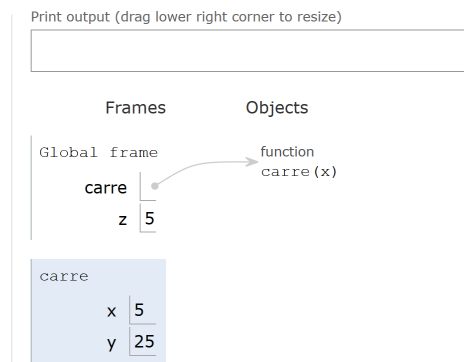 Print output (drag lower right corner to resize)
Frames Objects
Global frame function
carre carre(x)
z 5
carre
x 5
y 25